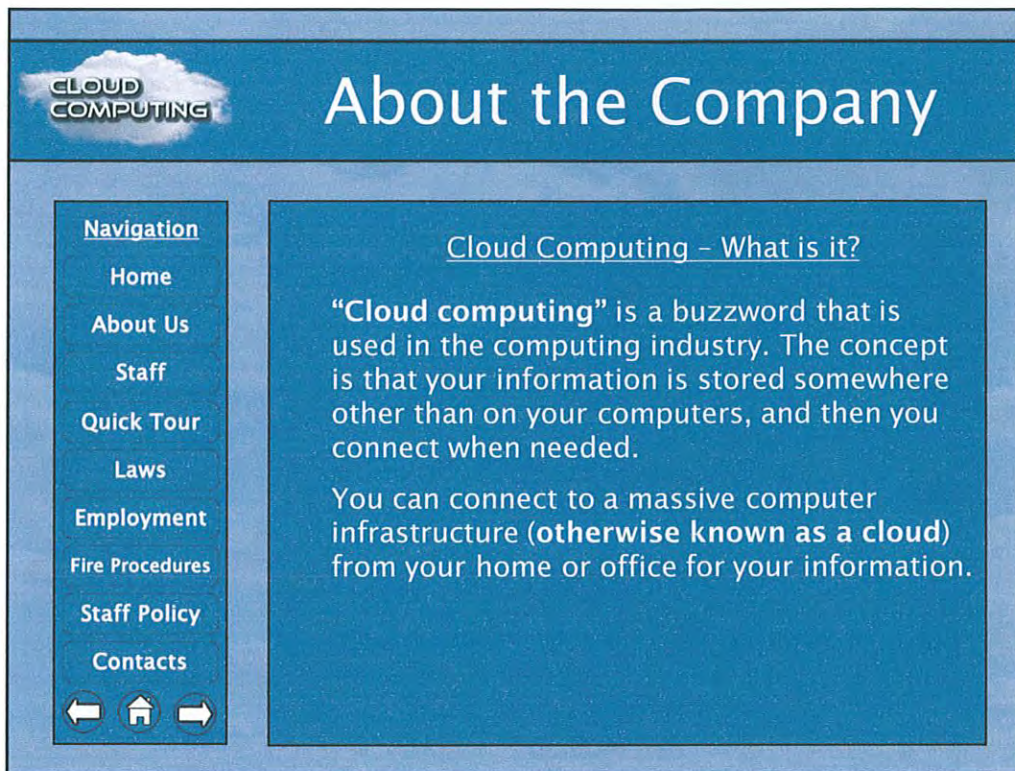 CLOUD
COMPUTING
About the Company
Navigation
Home
About Us
Staff
Quick Tour
Laws
Employment
Fire Procedures
Staff Policy
Contacts
Cloud Computing – What is it?
“Cloud computing” is a buzzword that is
used in the computing industry. The concept
is that your information is stored somewhere
other than on your computers, and then you
connect when needed.
You can connect to a massive computer
infrastructure (otherwise known as a cloud)
from your home or office for your information.